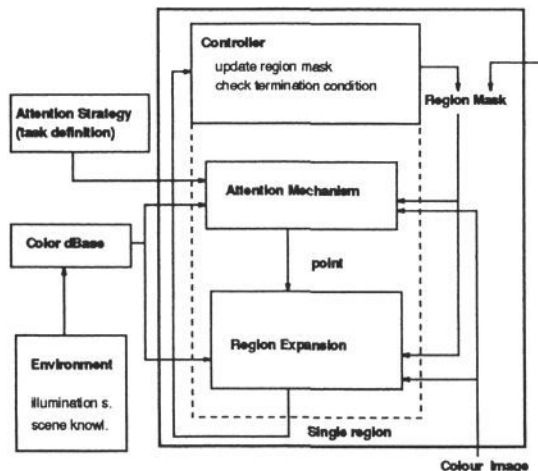 Controller
update region mask
check termination condition
Region Mask
Attention Strategy
(task definition)
Attention Mechanism
Color dBase
point
Region Expansion
Environment
illumination s.
scene knowl.
Single region
Colour Image